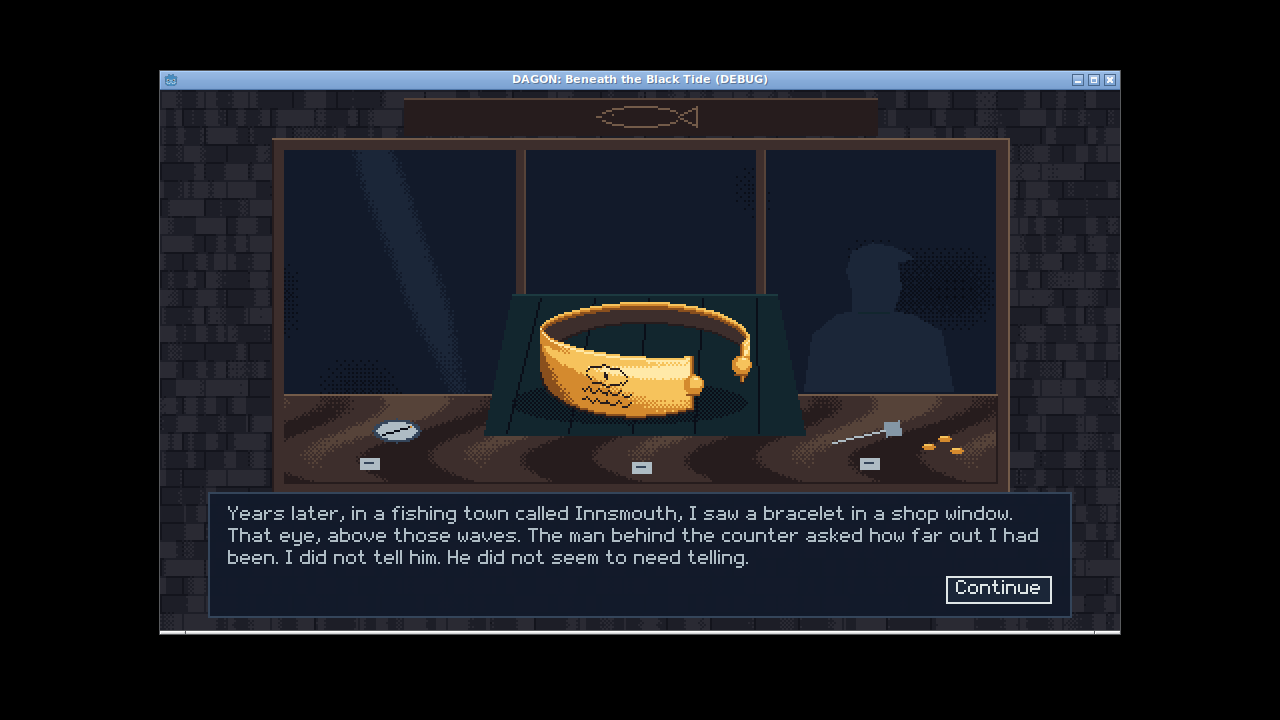 DAGON: Beneath the Black Tide (DEBUG)
Years later, in a fishing town called Innsmouth, I saw a bracelet in a shop window.
That eye, above those waves. The man behind the counter asked how far out I had
been. I did not tell him. He did not seem to need telling.
Continue